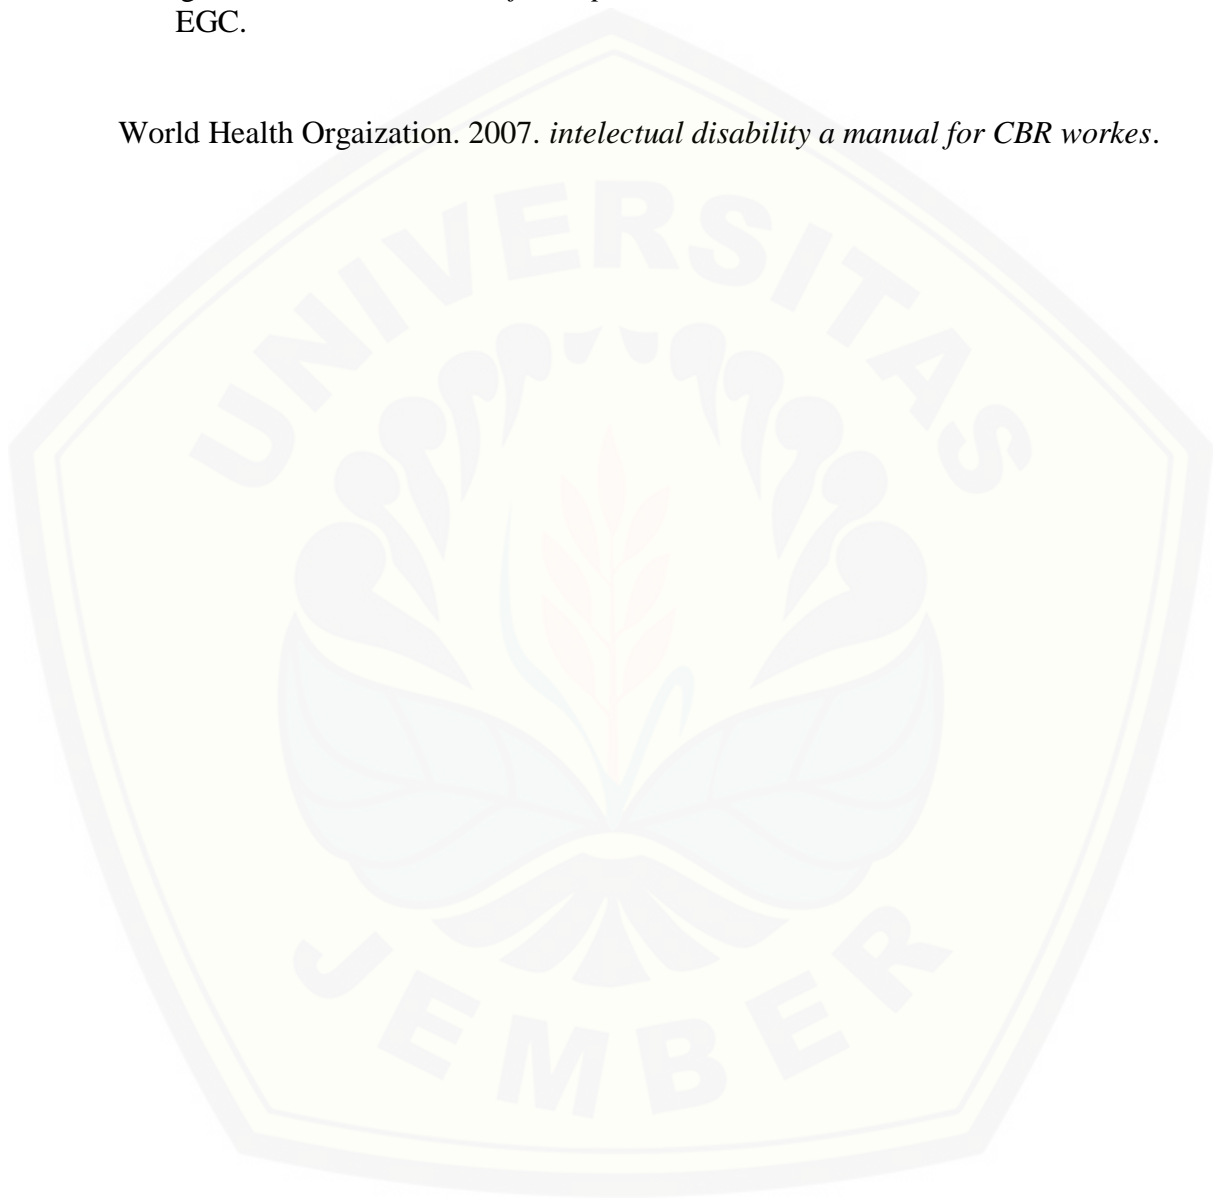 EGC.
World Health Orgaization. 2007. intelectual disability a manual for CBR workes.
UNIVERSITAS
JEMBER